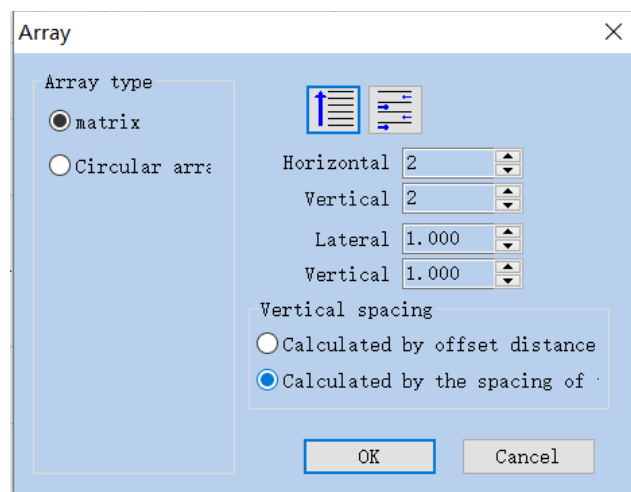 Array
Array type
matrix
Circular arra
Horizontal 2
Vertical 2
Lateral 1.000
Vertical 1.000
Vertical spacing
Calculated by offset distance
Calculated by the spacing of
OK Cancel